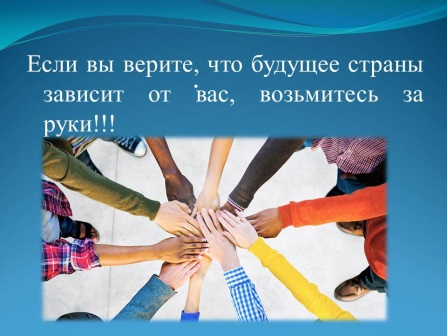 Если вы верите, что будущее страны
зависит от вас, возьмитесь за
руки!!!